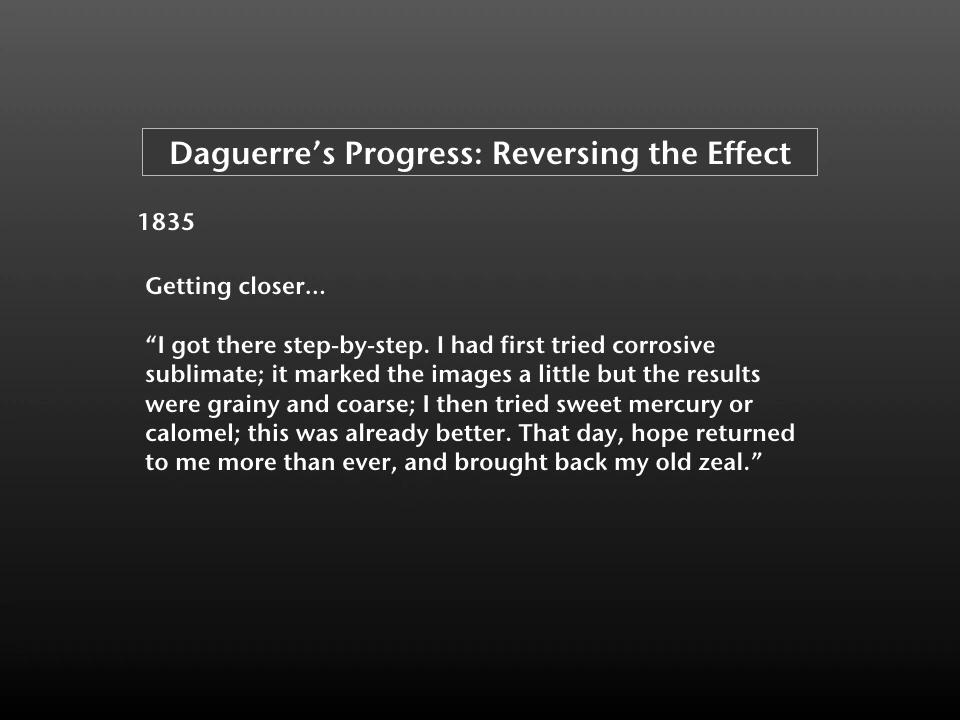 Daguerre’s Progress: Reversing the Effect
1835
Getting closer...
“I got there step-by-step. I had first tried corrosive
sublimate; it marked the images a little but the results
were grainy and coarse; I then tried sweet mercury or
calomel; this was already better. That day, hope returned
to me more than ever, and brought back my old zeal.”